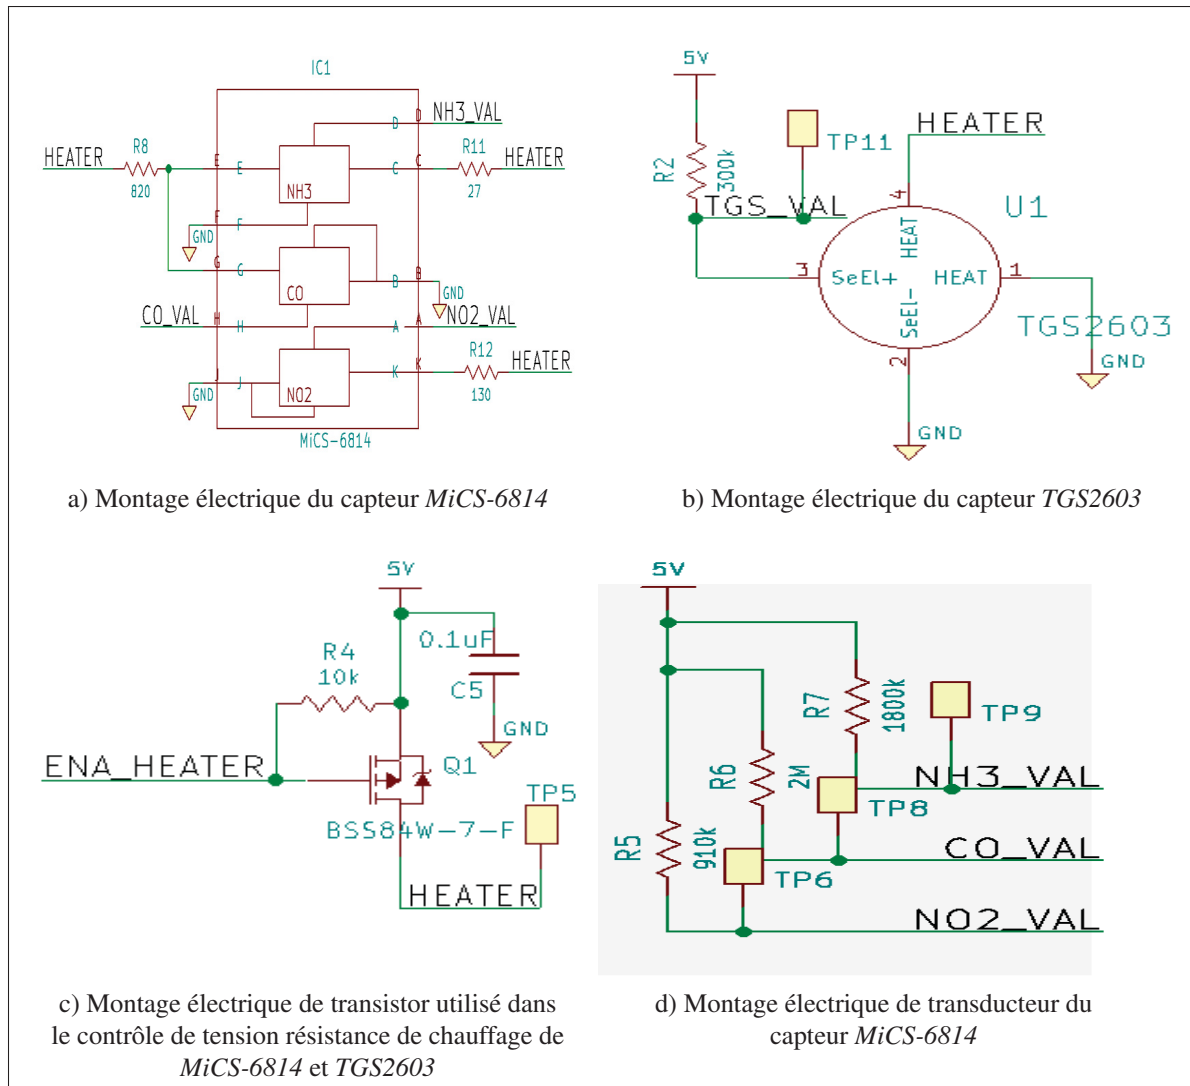 IC1
NH3_VAL
D D
HEATER R8 E E C C R11 HEATER
820 NH3 27
F F
GND
G G B B
CO GND
CO_VAL H H A A NO2_VAL
R12
J J K K HEATER
GND NO2 130
MiCS-6814
a) Montage électrique du capteur MiCS-6814
5V
HEATER
TP11
R2 300k
TGS_VAL 4 U1
HEAT
3 SeEl+ HEAT 1
SeEl-
TGS2603
2
GND
GND
b) Montage électrique du capteur TGS2603
5V
0.1uF
R4
10k C5
GND
ENA_HEATER Q1
TP5
BSS84W-7-F
HEATER
c) Montage électrique de transistor utilisé dans
le contrôle de tension résistance de chauffage de
MiCS-6814 et TGS2603
5V
R7 1800k TP9
R6 2M NH3_VAL
TP8
R5 910k CO_VAL
TP6
NO2_VAL
d) Montage électrique de transducteur du
capteur MiCS-6814